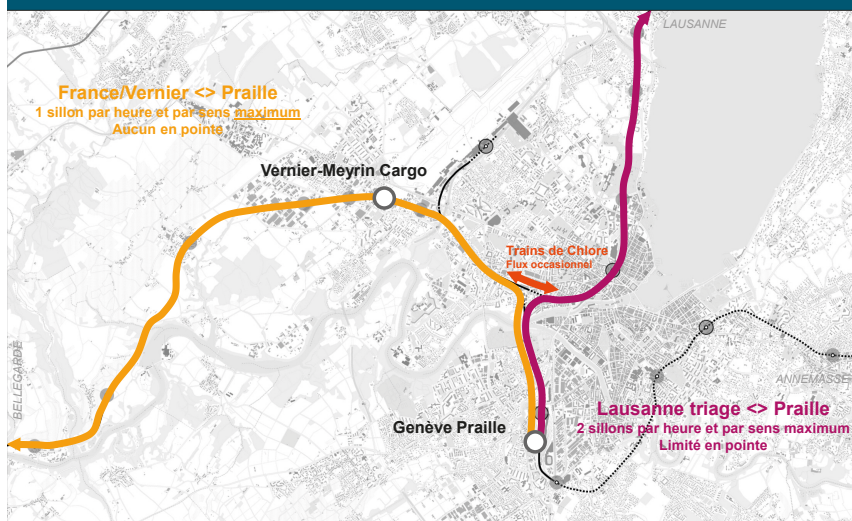 LAUSANNE
France/Vernier <> Praille
1 sillon par heure et par sens maximum
Aucun en pointe
Vernier-Meyrin Cargo
Trains de Chlore
Flux occasionnel
BELLEGARDE
ANNEMASSE
Lausanne triage <> Praille
2 sillons par heure et par sens maximum
Limité en pointe
Genève Praille